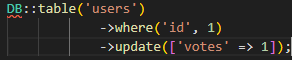 DB::table('users')
->where('id', 1)
->update(['votes' => 1]);